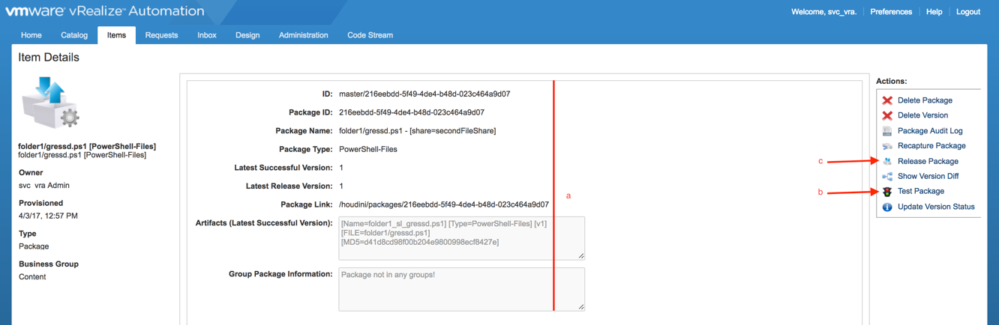 vmware vRealize™ Automation
Welcome, svc_vra. Preferences Help Logout
Home Catalog Items Requests Inbox Design Administration Code Stream
Item Details
folder1/gressd.ps1 [PowerShell-Files]
folder1/gressd.ps1 [PowerShell-Files]
Owner
svc vra Admin
Provisioned
4/3/17, 12:57 PM
Type
Package
Business Group
Content
ID: master/216eebdd-5f49-4de4-b48d-023c464a9d07
Package ID: 216eebdd-5f49-4de4-b48d-023c464a9d07
Package Name: folder1/gressd.ps1 - [share=secondFileShare]
Package Type: PowerShell-Files
Latest Successful Version: 1
Latest Release Version: 1
Package Link: /houdini/packages/216eebdd-5f49-4de4-b48d-023c464a9d07
Artifacts (Latest Successful Version): [Name=folder1_sl_gressd.ps1] [Type=PowerShell-Files] [v1]
[FILE=folder1/gressd.ps1]
[MD5=d41d8cd98f00b204e9800998ecf8427e]
Group Package Information: Package not in any groups!
a
Actions:
Delete Package
Delete Version
Package Audit Log
Recapture Package
c Release Package
Show Version Diff
b Test Package
Update Version Status